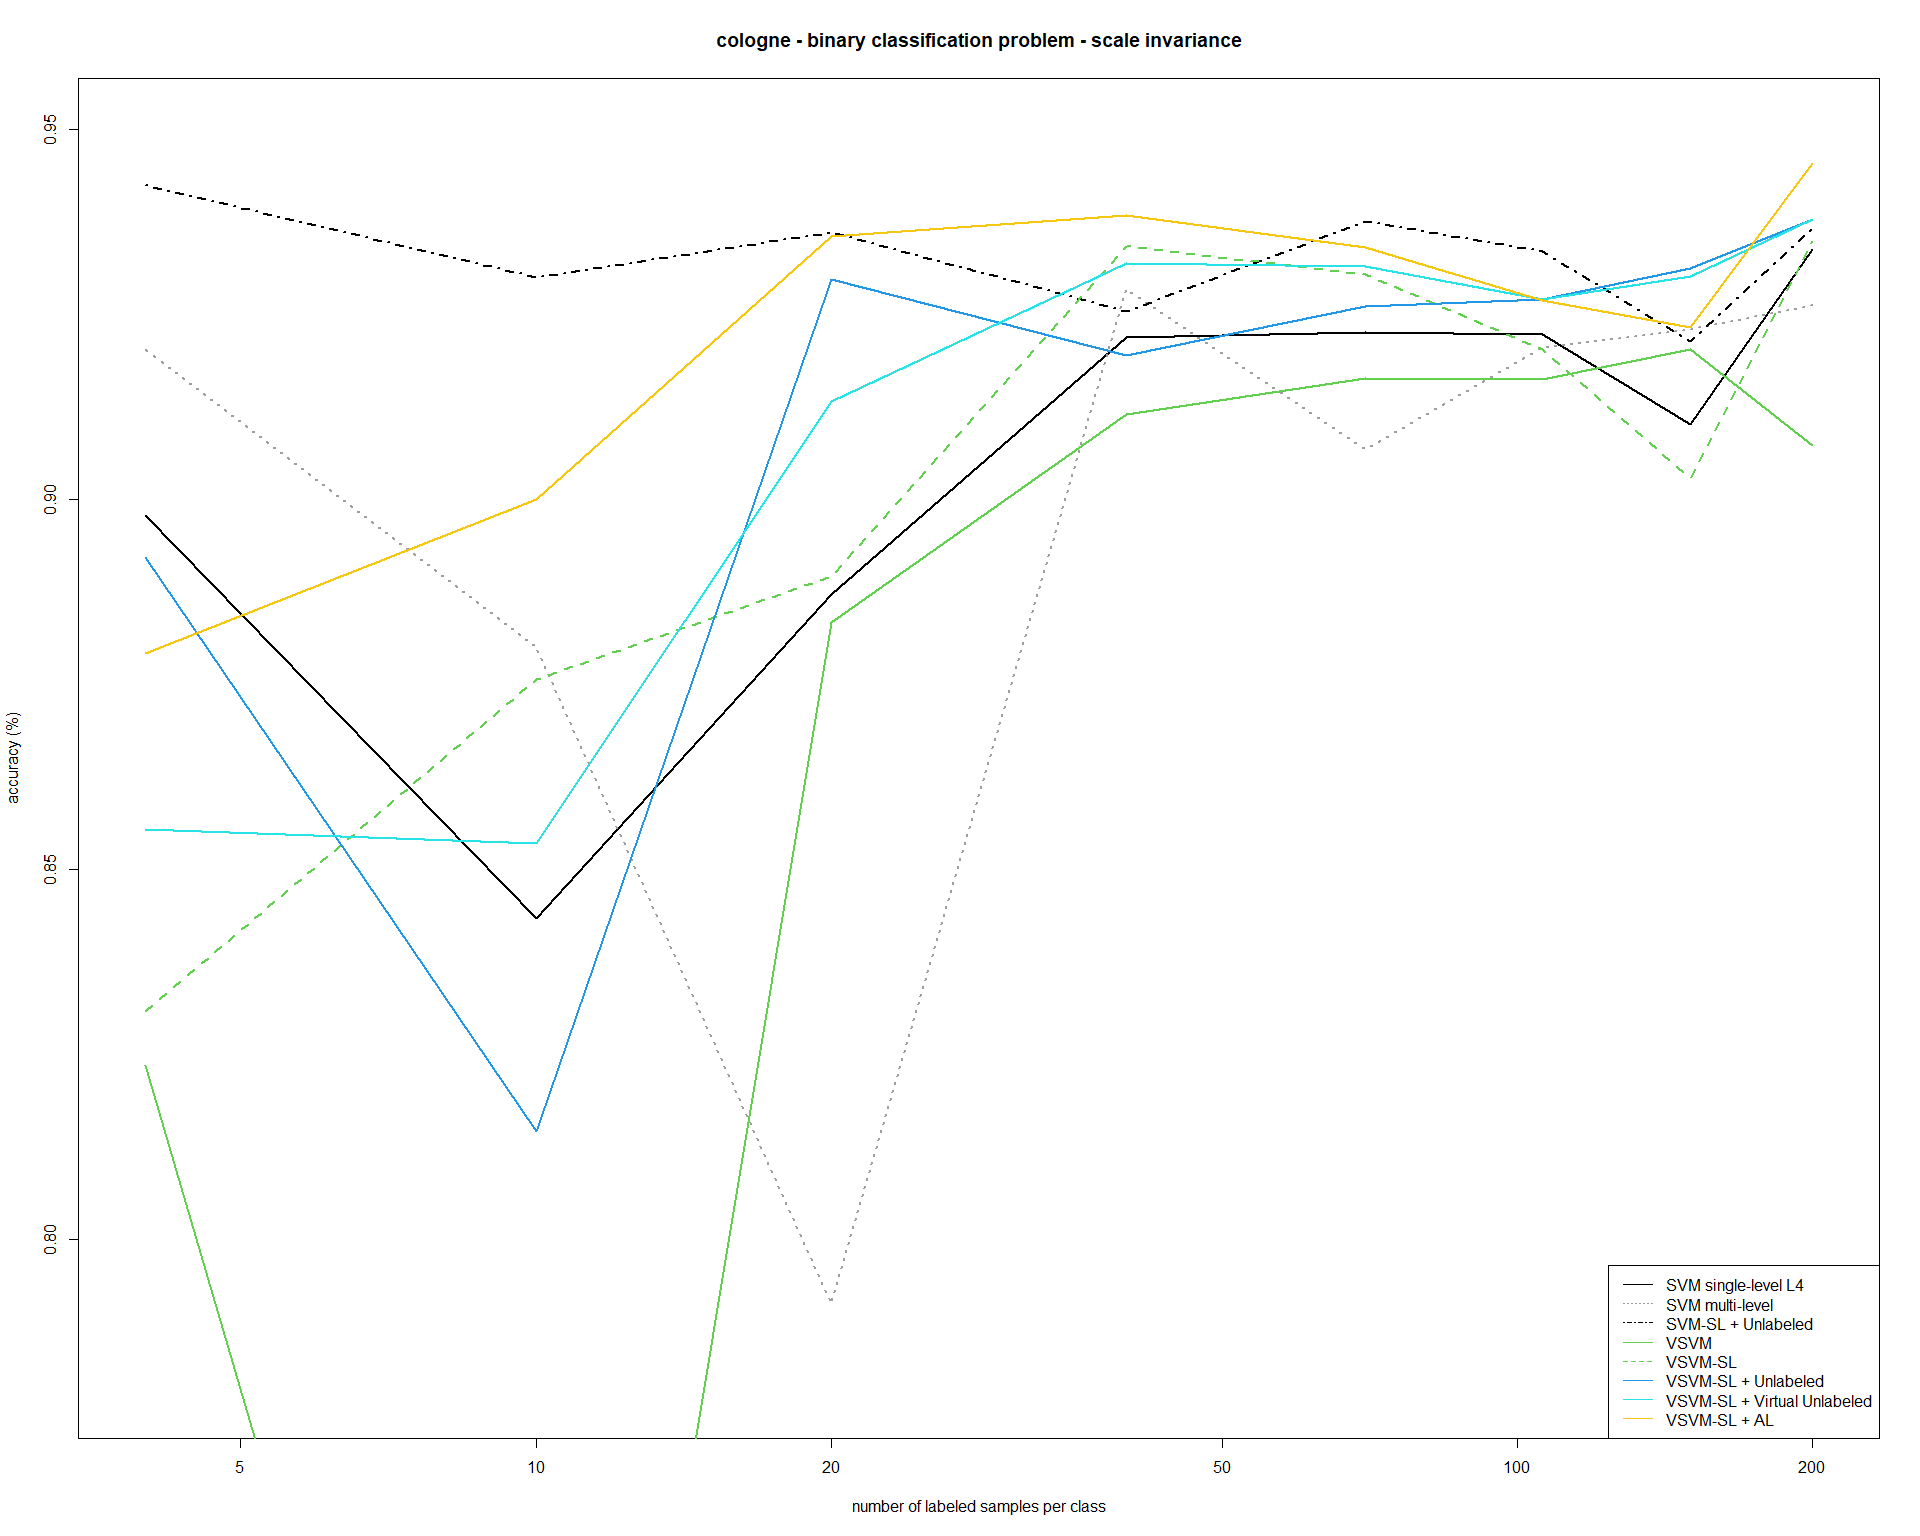 cologne - binary classification problem - scale invariance
0.95
0.90
0.85
0.80
accuracy (%)
5 10 20 50 100 200
number of labeled samples per class
SVM single-level L4
SVM multi-level
SVM-SL + Unlabeled
VSVM
VSVM-SL
VSVM-SL + Unlabeled
VSVM-SL + Virtual Unlabeled
VSVM-SL + AL